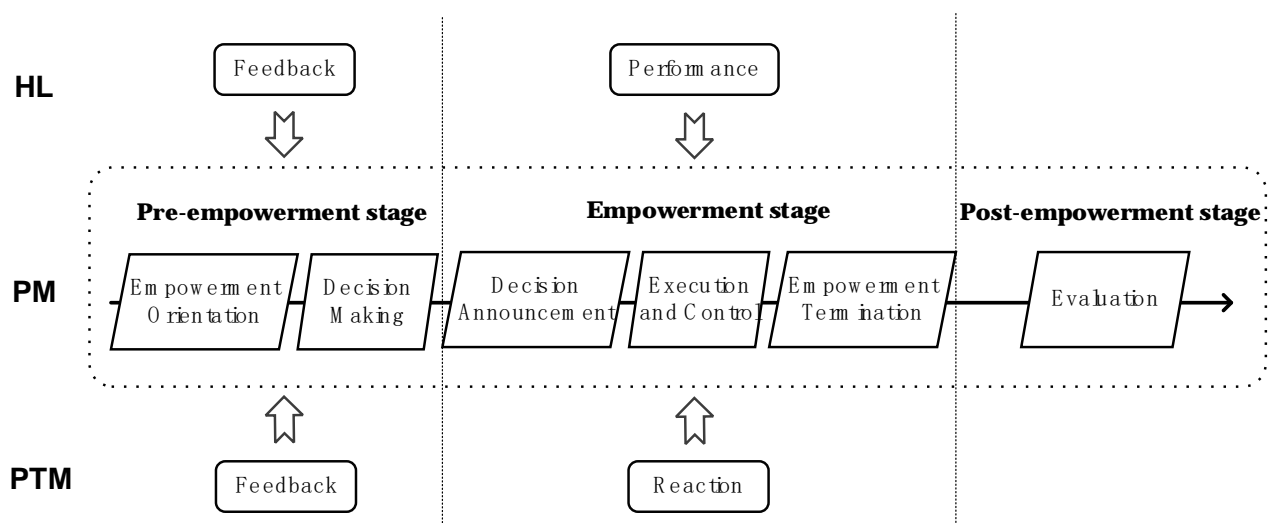 HL
Feedback
Performance
Pre-empowerment stage
Empowerment stage
Post-empowerment stage
PM
Empowerment
Orientation
Decision
Making
Decision
Announcement
Execution
and Control
Empowerment
Termination
Evaluation
PTM
Feedback
Reaction